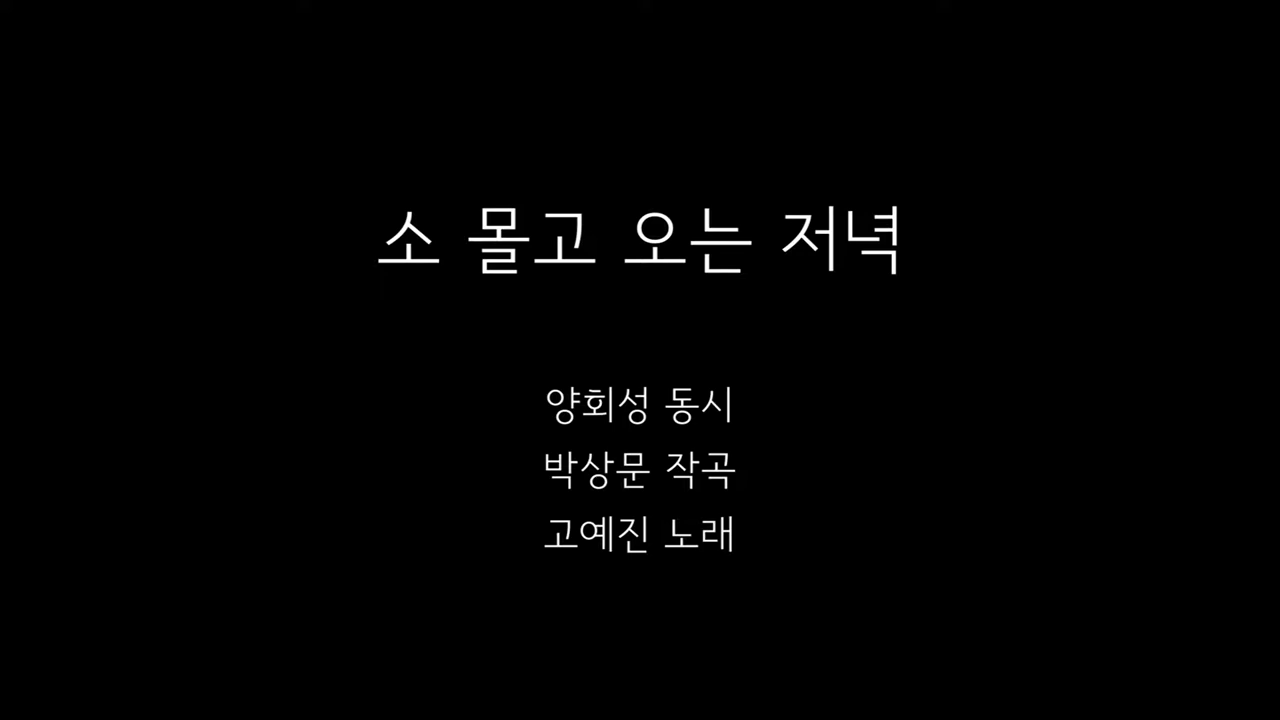 소 몰고 오는 저녁
양회성 동시
박상문 작곡
고예진 노래